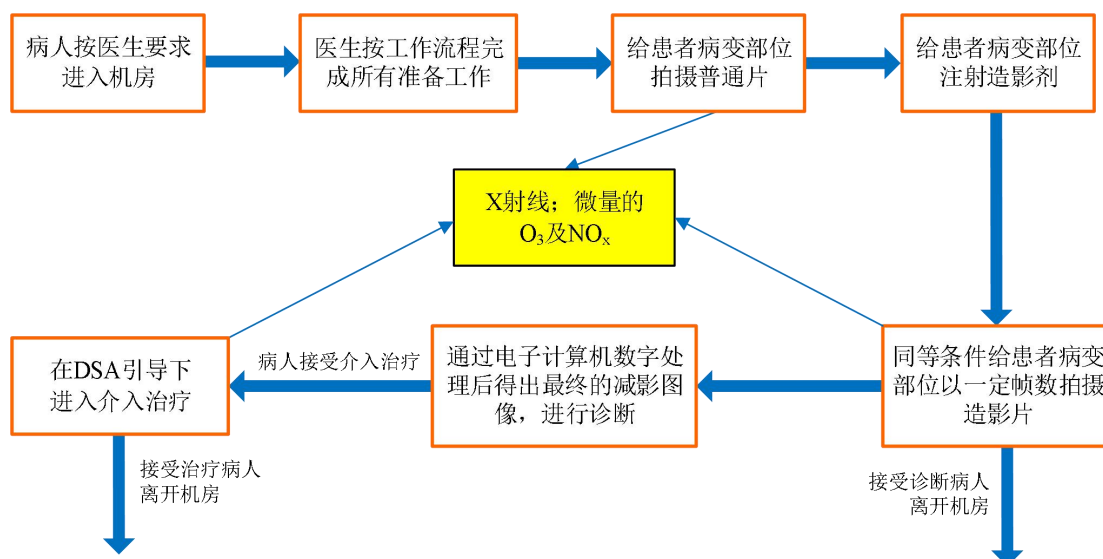 病人按医生要求
进入机房
医生按工作流程完
成所有准备工作
给患者病变部位
拍摄普通片
给患者病变部位
注射造影剂
X射线；微量的
O₃及NOₓ
在DSA引导下
进入介入治疗
病人接受介入治疗
通过电子计算机数字处
理后得出最终的减影图
像，进行诊断
同等条件给患者病变
部位以一定帧数拍摄
造影片
接受治疗病人
离开机房
接受诊断病人
离开机房